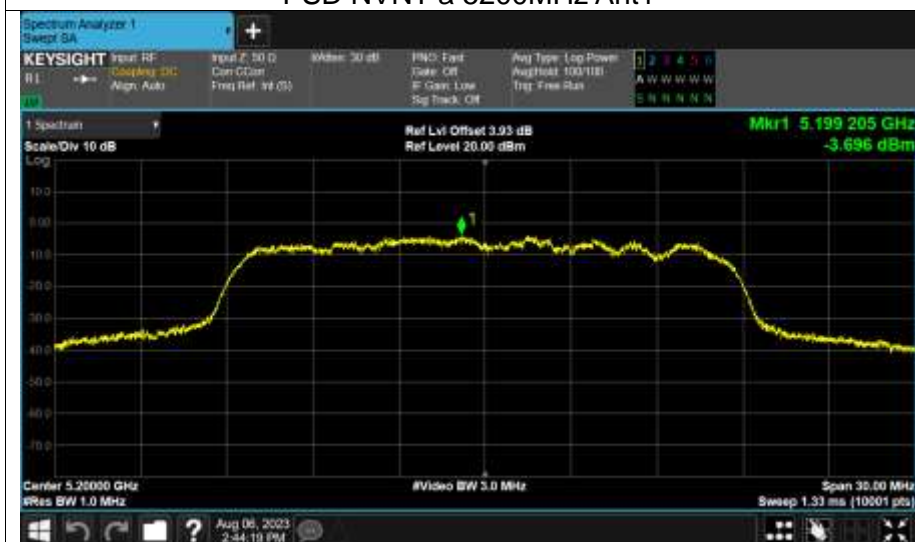 PSD NVNT a 5200MHz Ant1
Spectrum Analyzer 1
Swept SA
+
KEYSIGHT Input: RF
Coupling: DC
Align: Auto
Input Z: 50 Ω
Corr CCorr
Freq Ref: Int (S)
#Atten: 30 dB
PNO: Fast
Gate: Off
IF Gain: Low
Sig Track: Off
Avg Type: Log-Power
Avg|Hold: 100/100
Trig: Free Run
1 2 3 4 5 6
A W W W W W
S N N N N N
1 Spectrum
Scale/Div 10 dB
Ref Lvl Offset 3.93 dB
Ref Level 20.00 dBm
Mkr1 5.199 205 GHz
-3.696 dBm
Log
10.0
0.00
-10.0
-20.0
-30.0
-40.0
-50.0
-60.0
-70.0
1
Center 5.20000 GHz
#Res BW 1.0 MHz
#Video BW 3.0 MHz
Span 30.00 MHz
Sweep 1.33 ms (10001 pts)
?
Aug 06, 2023
2:44:19 PM